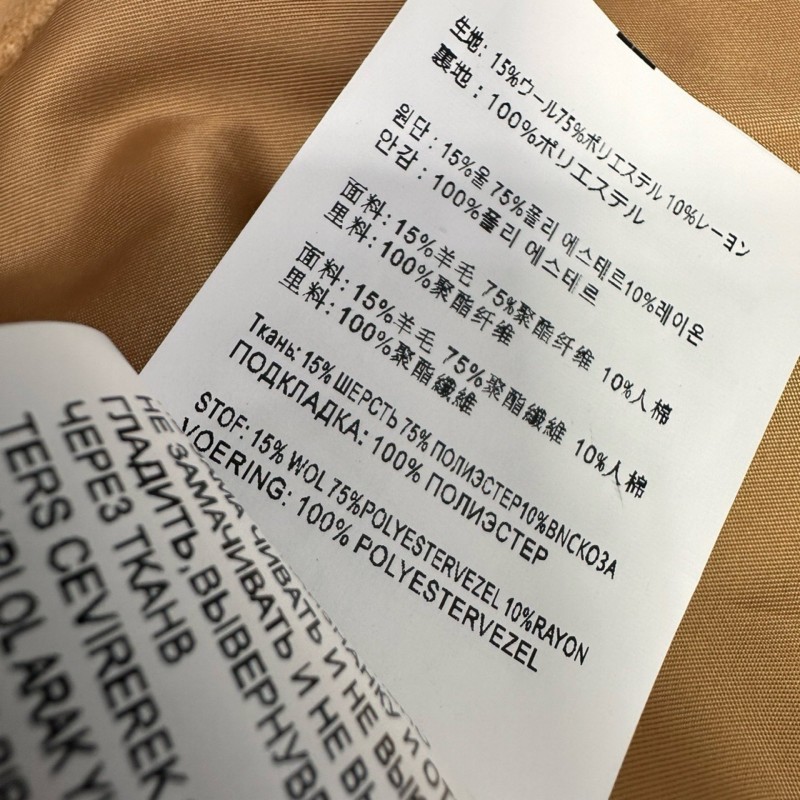 生地: 15%ウール75%ポリエステル 10%レーヨン
裏地: 100%ポリエステル
원단: 15%울 75%폴리 에스테르10%레이온
안감: 100%폴리 에스테르
面料: 15%羊毛 75%聚酯纤维 10%人棉
里料: 100%聚酯纤维
面料: 15%羊毛 75%聚酯纖維 10%人棉
里料: 100%聚酯纖維
Ткань: 15% ШЕРСТЬ 75% ПОЛИЭСТЕР10%BNCKO3A
ПОДКЛАДКА: 100% ПОЛИЭСТЕР
STOF: 15% WOL 75%POLYESTERVEZEL 10%RAYON
VOERING: 100% POLYESTERVEZEL
НЕ ЗАМАЧИВАТЬ И НЕ
ГЛАДИТЬ, ВЫВЕРНУВ
ЧЕРЕЗ ТКАНВ
TERS CEVIREREK
OLARAK